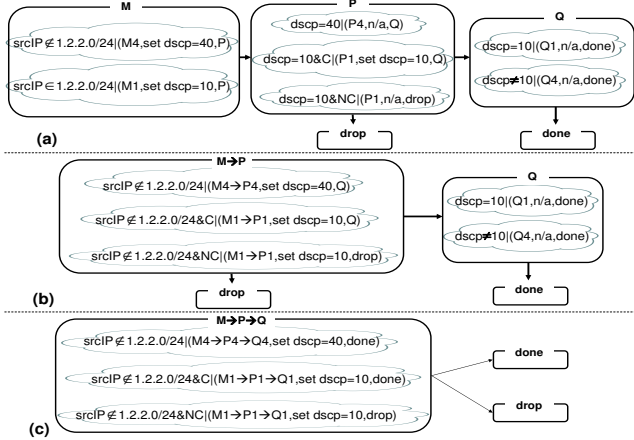 M
srcIP∉1.2.2.0/24|(M4,set dscp=40,P)
srcIP∈1.2.2.0/24|(M1,set dscp=10,P)
P
dscp=40|(P4,n/a,Q)
dscp=10&C|(P1,set dscp=10,Q)
dscp=10&NC|(P1,n/a,drop)
drop
Q
dscp=10|(Q1,n/a,done)
dscp≠10|(Q4,n/a,done)
done
(a)
M→P
srcIP∉1.2.2.0/24|(M4→P4,set dscp=40,Q)
srcIP∉1.2.2.0/24&C|(M1→P1,set dscp=10,Q)
srcIP∉1.2.2.0/24&NC|(M1→P1,set dscp=10,drop)
drop
Q
dscp=10|(Q1,n/a,done)
dscp≠10|(Q4,n/a,done)
done
(b)
M→P→Q
srcIP∉1.2.2.0/24|(M4→P4→Q4,set dscp=40,done)
srcIP∉1.2.2.0/24&C|(M1→P1→Q1,set dscp=10,done)
srcIP∉1.2.2.0/24&NC|(M1→P1→Q1,set dscp=10,drop)
done
drop
(c)